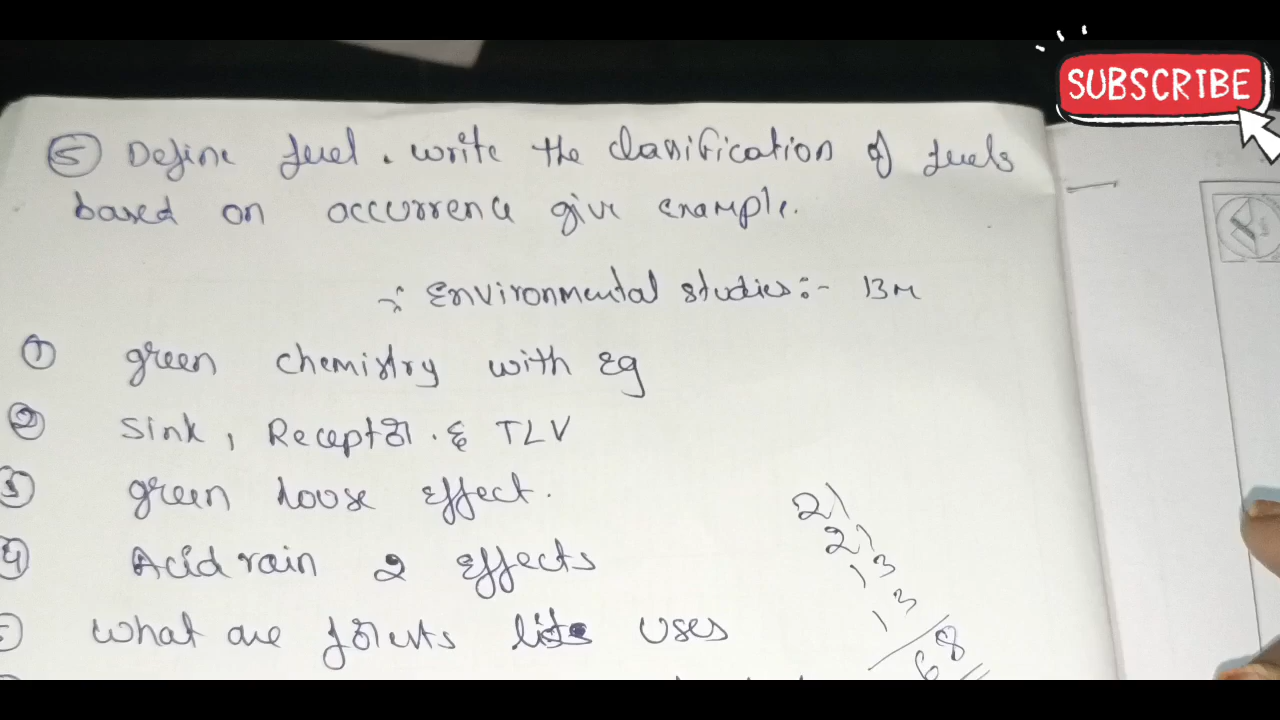 SUBSCRIBE
5 Define fuel. write the classification of fuels
based on occurrence give example.
:- Environmental studies:- 13M
1 green chemistry with eg
2 Sink, Receptor & TLV
3 green house effect.
4 Acid rain 2 effects
5 What are forests lits uses
21
21
13
13
68